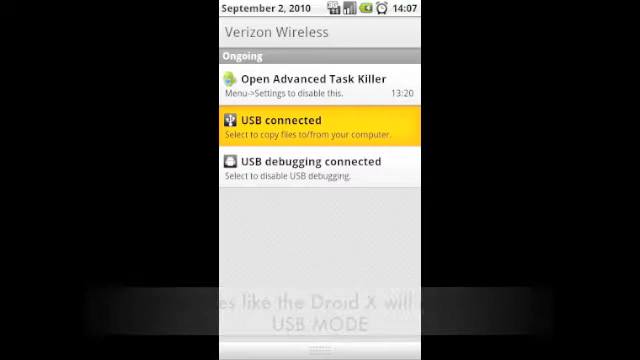 September 2, 2010 14:07
Verizon Wireless
Ongoing
Open Advanced Task Killer
Menu->Settings to disable this. 13:20
USB connected
Select to copy files to/from your computer.
USB debugging connected
Select to disable USB debugging.
like the Droid X will
USB MODE